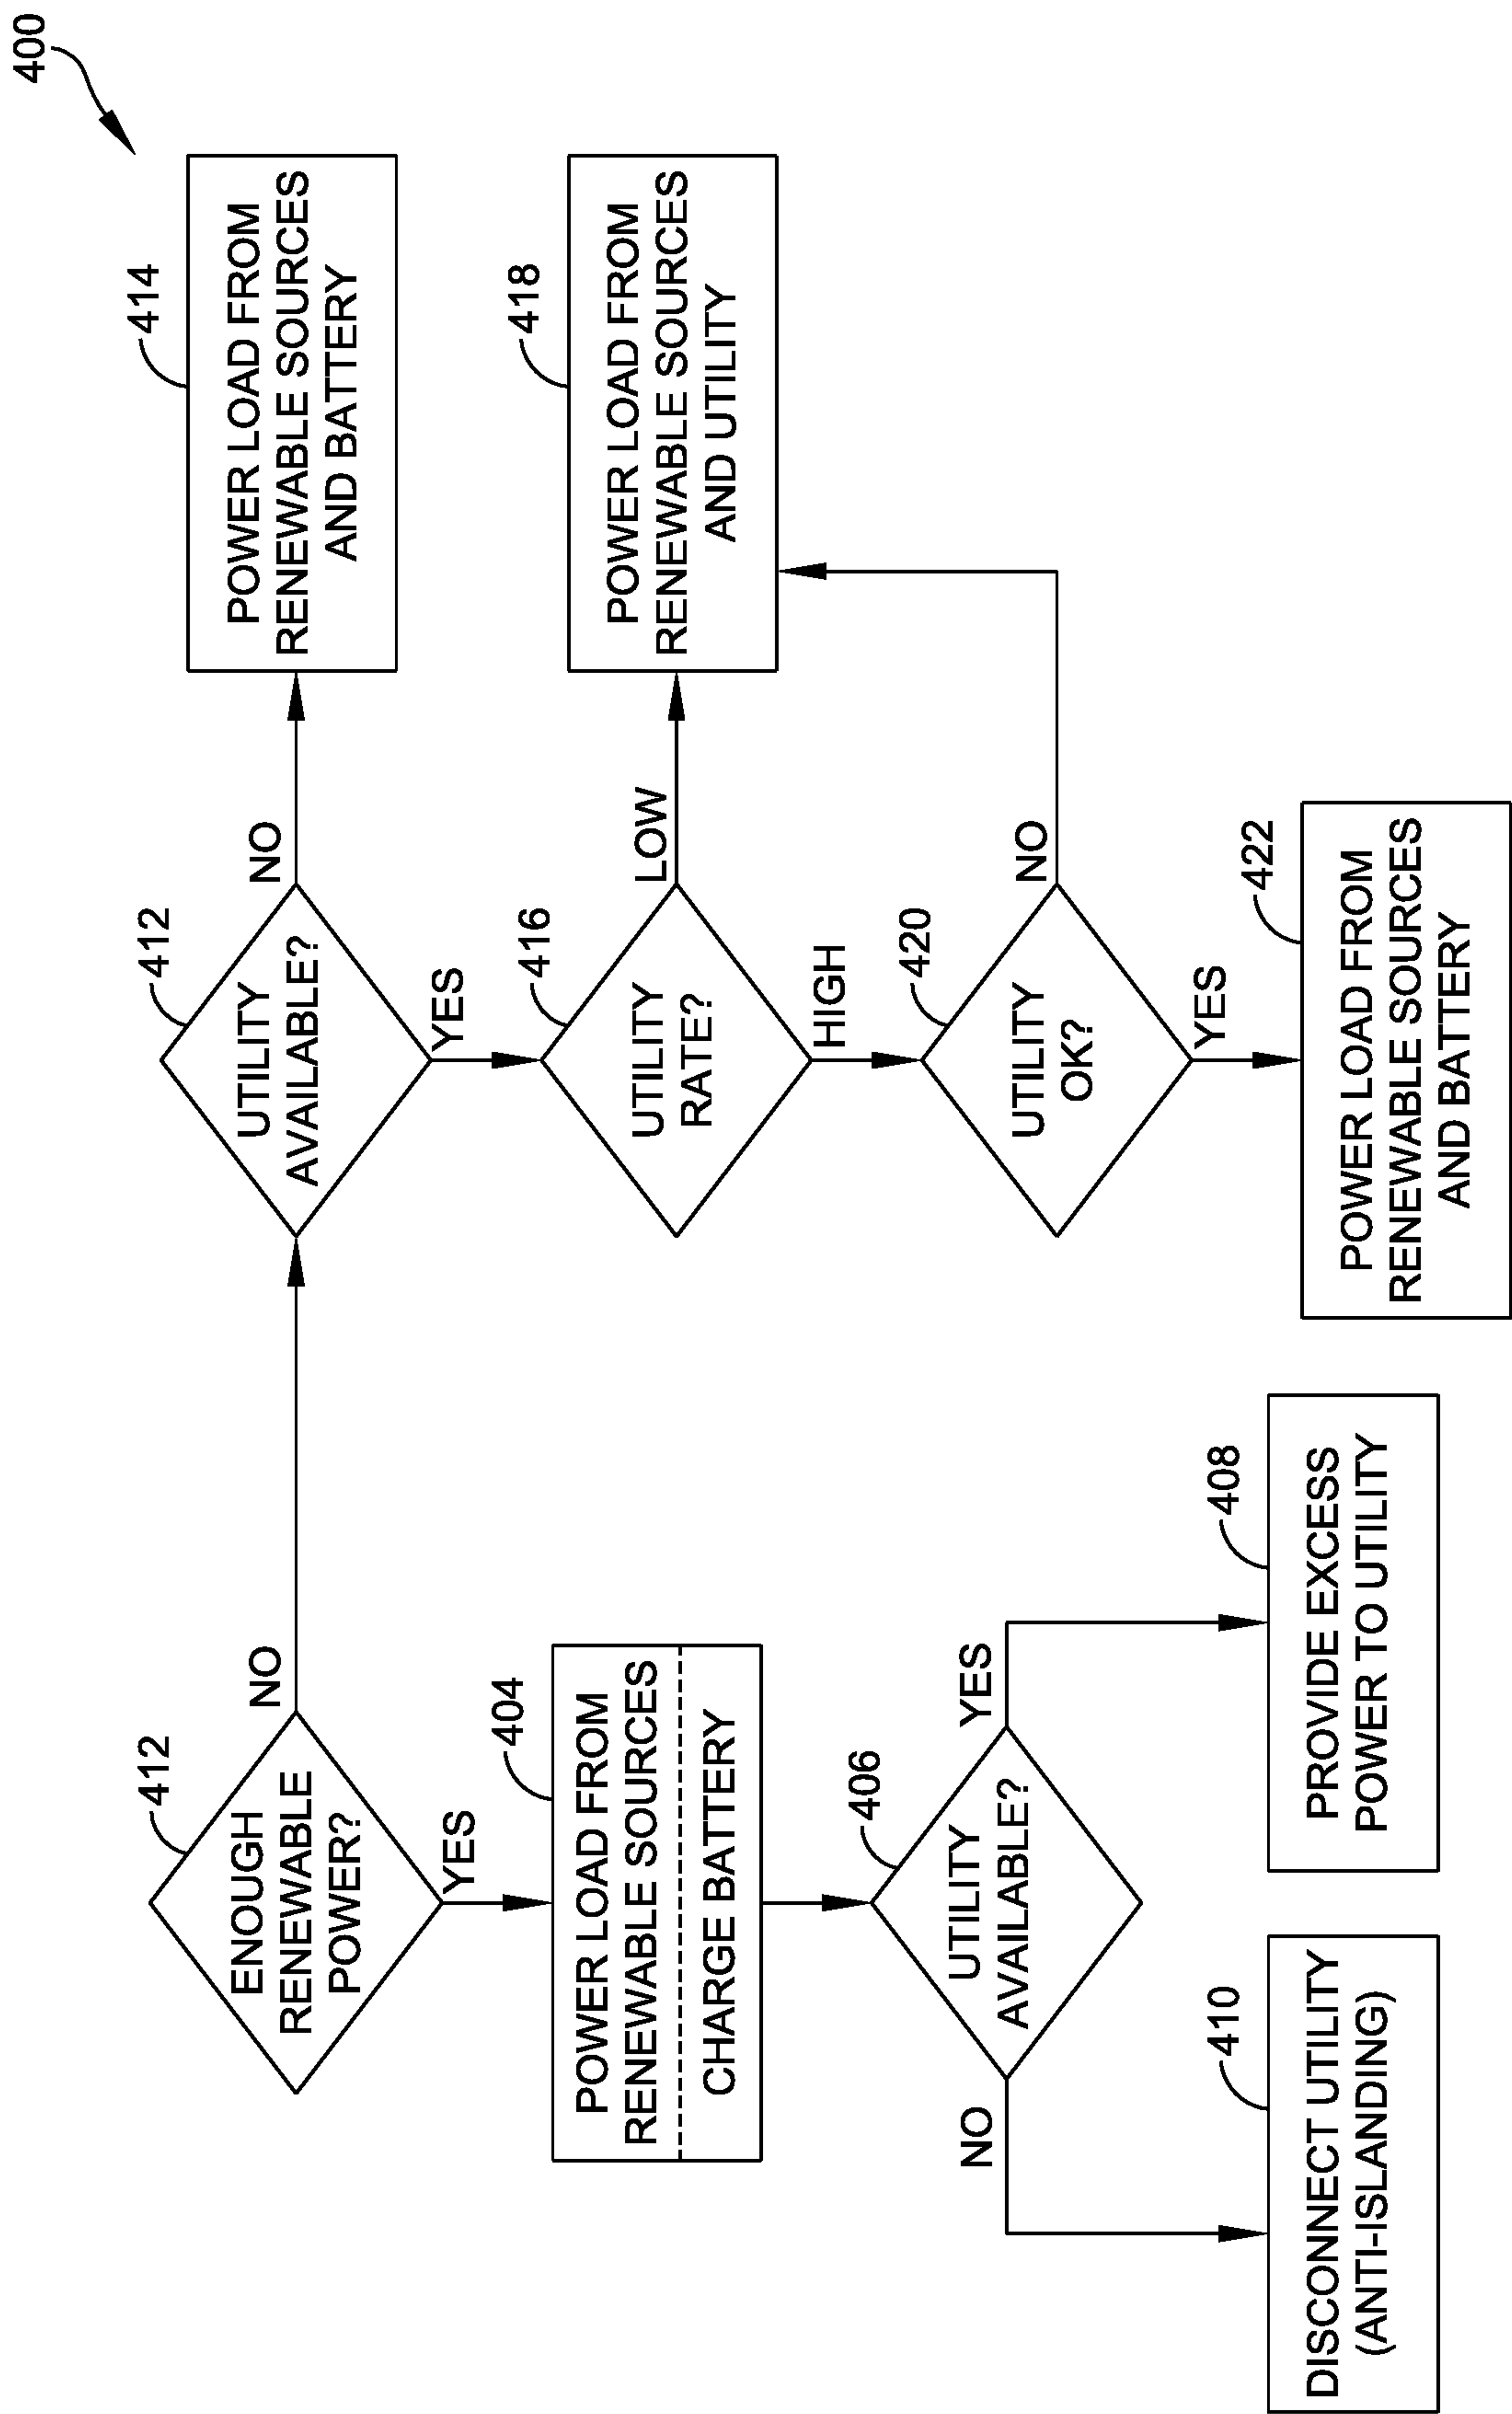 400
412
ENOUGH
RENEWABLE
POWER?
NO
YES
412
UTILITY
AVAILABLE?
NO
YES
414
POWER LOAD FROM
RENEWABLE SOURCES
AND BATTERY
404
POWER LOAD FROM
RENEWABLE SOURCES
CHARGE BATTERY
416
UTILITY
RATE?
LOW
HIGH
418
POWER LOAD FROM
RENEWABLE SOURCES
AND UTILITY
406
UTILITY
AVAILABLE?
NO
YES
420
UTILITY
OK?
NO
YES
410
DISCONNECT UTILITY
(ANTI-ISLANDING)
408
PROVIDE EXCESS
POWER TO UTILITY
422
POWER LOAD FROM
RENEWABLE SOURCES
AND BATTERY